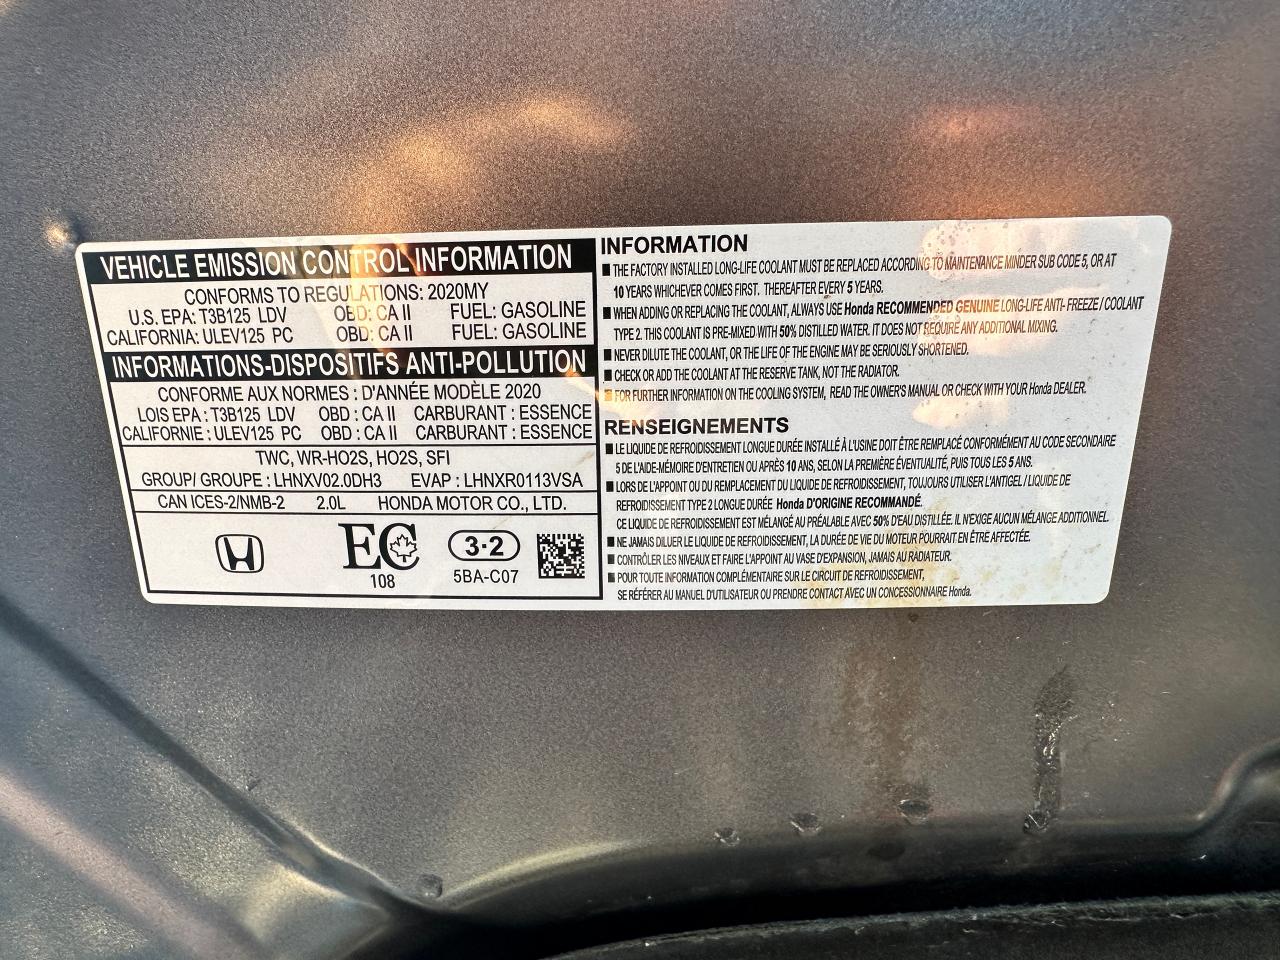 VEHICLE EMISSION CONTROL INFORMATION
CONFORMS TO REGULATIONS: 2020MY
U.S. EPA: T3B125 LDV OBD: CA II FUEL: GASOLINE
CALIFORNIA: ULEV125 PC OBD: CA II FUEL: GASOLINE
INFORMATIONS-DISPOSITIFS ANTI-POLLUTION
CONFORME AUX NORMES : D'ANNÉE MODÈLE 2020
LOIS EPA : T3B125 LDV OBD : CA II CARBURANT : ESSENCE
CALIFORNIE : ULEV125 PC OBD : CA II CARBURANT : ESSENCE
TWC, WR-HO2S, HO2S, SFI
GROUP/ GROUPE : LHNXV02.0DH3 EVAP : LHNXR0113VSA
CAN ICES-2/NMB-2 2.0L HONDA MOTOR CO., LTD.
EC 3·2
108 5BA-C07
INFORMATION
■ THE FACTORY INSTALLED LONG-LIFE COOLANT MUST BE REPLACED ACCORDING TO MAINTENANCE MINDER SUB CODE 5, OR AT
10 YEARS WHICHEVER COMES FIRST. THEREAFTER EVERY 5 YEARS.
■ WHEN ADDING OR REPLACING THE COOLANT, ALWAYS USE Honda RECOMMENDED GENUINE LONG-LIFE ANTI-FREEZE / COOLANT
TYPE 2. THIS COOLANT IS PRE-MIXED WITH 50% DISTILLED WATER. IT DOES NOT REQUIRE ANY ADDITIONAL MIXING.
■ NEVER DILUTE THE COOLANT, OR THE LIFE OF THE ENGINE MAY BE SERIOUSLY SHORTENED.
■ CHECK OR ADD THE COOLANT AT THE RESERVE TANK, NOT THE RADIATOR.
■ FOR FURTHER INFORMATION ON THE COOLING SYSTEM, READ THE OWNER'S MANUAL OR CHECK WITH YOUR Honda DEALER.
RENSEIGNEMENTS
■ LE LIQUIDE DE REFROIDISSEMENT LONGUE DURÉE INSTALLÉ À L'USINE DOIT ÊTRE REMPLACÉ CONFORMÉMENT AU CODE SECONDAIRE
5 DE L'AIDE-MÉMOIRE D'ENTRETIEN OU APRÈS 10 ANS, SELON LA PREMIÈRE ÉVENTUALITÉ, PUIS TOUS LES 5 ANS.
■ LORS DE L'APPOINT OU DU REMPLACEMENT DU LIQUIDE DE REFROIDISSEMENT, TOUJOURS UTILISER L'ANTIGEL / LIQUIDE DE
REFROIDISSEMENT TYPE 2 LONGUE DURÉE Honda D'ORIGINE RECOMMANDÉ.
CE LIQUIDE DE REFROIDISSEMENT EST MÉLANGÉ AU PRÉALABLE AVEC 50% D'EAU DISTILLÉE. IL N'EXIGE AUCUN MÉLANGE ADDITIONNEL.
■ NE JAMAIS DILUER LE LIQUIDE DE REFROIDISSEMENT, LA DURÉE DE VIE DU MOTEUR POURRAIT EN ÊTRE AFFECTÉE.
■ CONTRÔLER LES NIVEAUX ET FAIRE L'APPOINT AU VASE D'EXPANSION, JAMAIS AU RADIATEUR.
■ POUR TOUTE INFORMATION COMPLÉMENTAIRE SUR LE CIRCUIT DE REFROIDISSEMENT,
SE RÉFÉRER AU MANUEL D'UTILISATEUR OU PRENDRE CONTACT AVEC UN CONCESSIONNAIRE Honda.